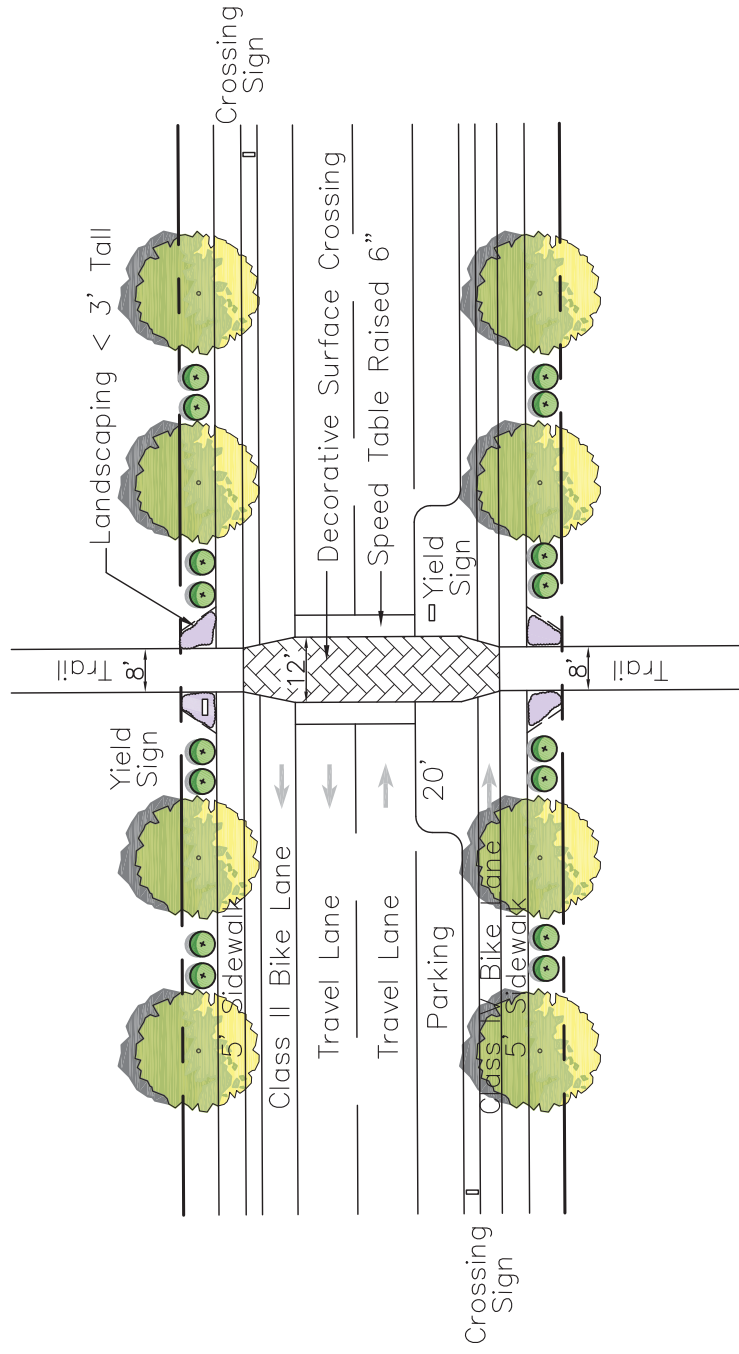 Crossing
Sign
Landscaping < 3' Tall
Trail
8'
Yield
Sign
5' Sidewalk
Class II Bike Lane
Travel Lane
Travel Lane
Parking
20'
Class IV Bike Lane
5' Sidewalk
12'
Decorative Surface Crossing
Speed Table Raised 6"
Yield
Sign
8'
Trail
Crossing
Sign